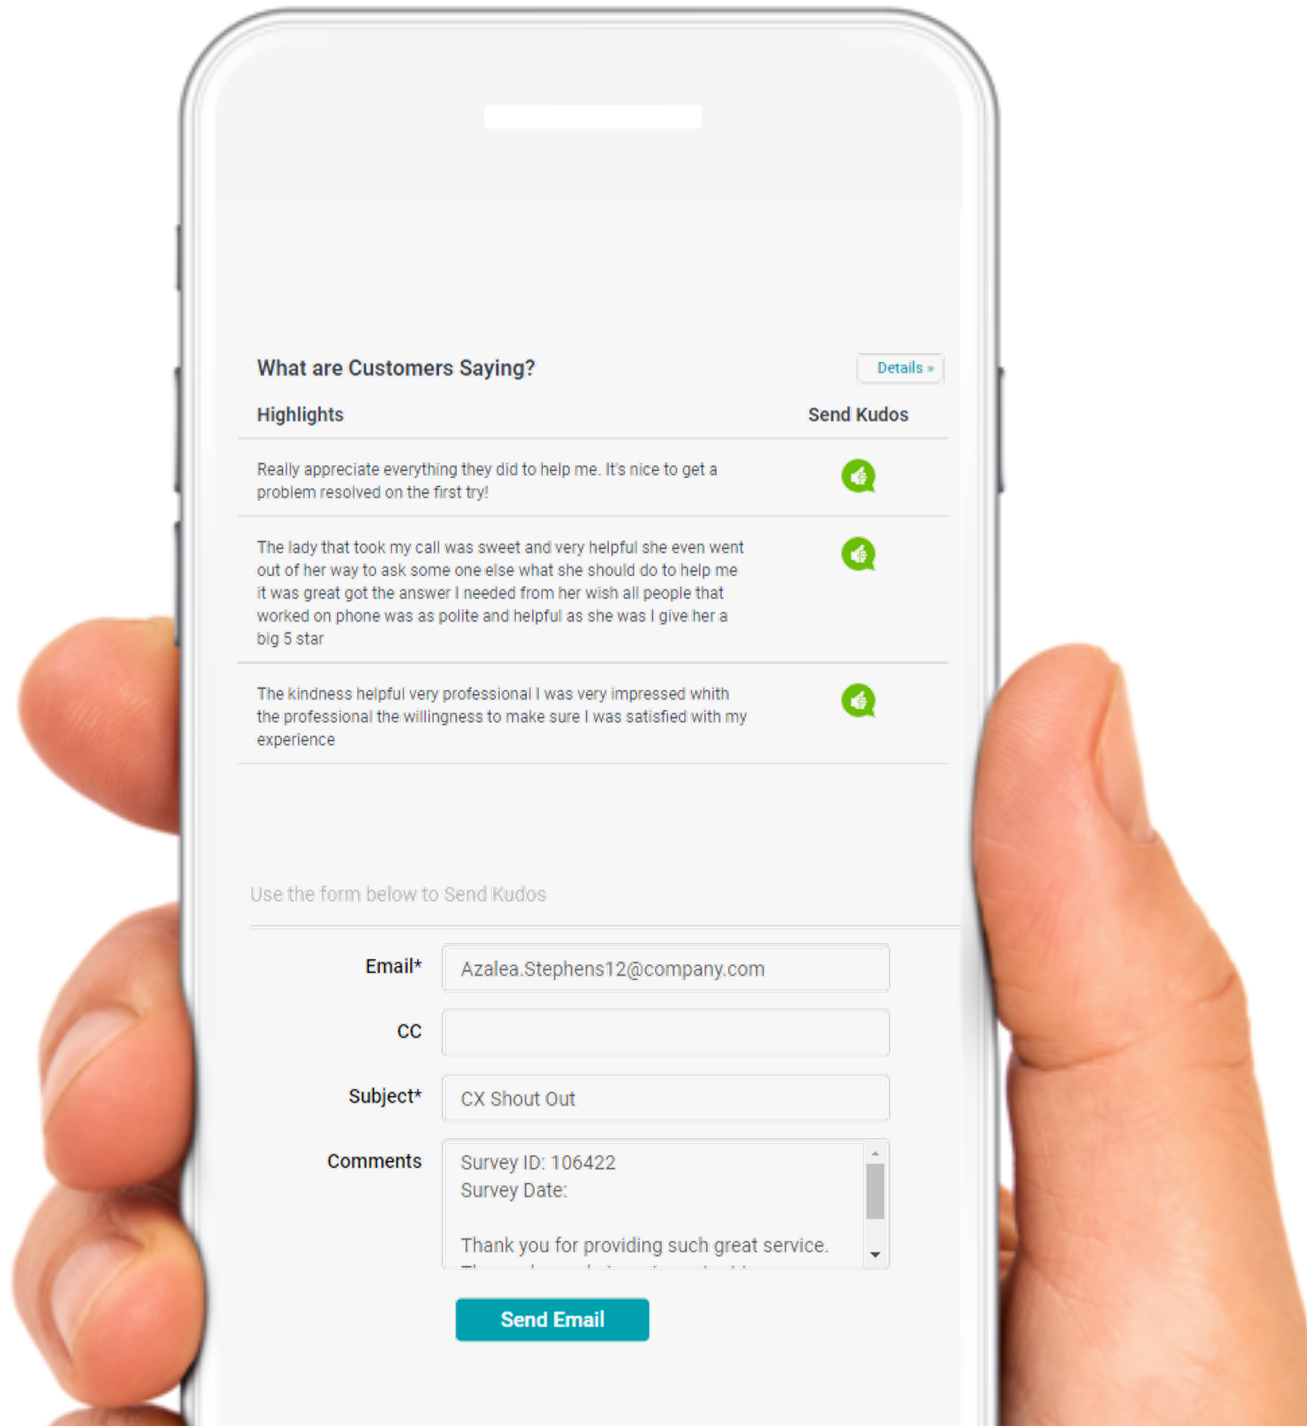 What are Customers Saying?
Details »
Highlights
Send Kudos
Really appreciate everything they did to help me. It's nice to get a
problem resolved on the first try!
The lady that took my call was sweet and very helpful she even went
out of her way to ask some one else what she should do to help me
it was great got the answer I needed from her wish all people that
worked on phone was as polite and helpful as she was I give her a
big 5 star
The kindness helpful very professional I was very impressed whith
the professional the willingness to make sure I was satisfied with my
experience
Use the form below to Send Kudos
Email*
Azalea.Stephens12@company.com
CC
Subject*
CX Shout Out
Comments
Survey ID: 106422
Survey Date:
Thank you for providing such great service.
Send Email